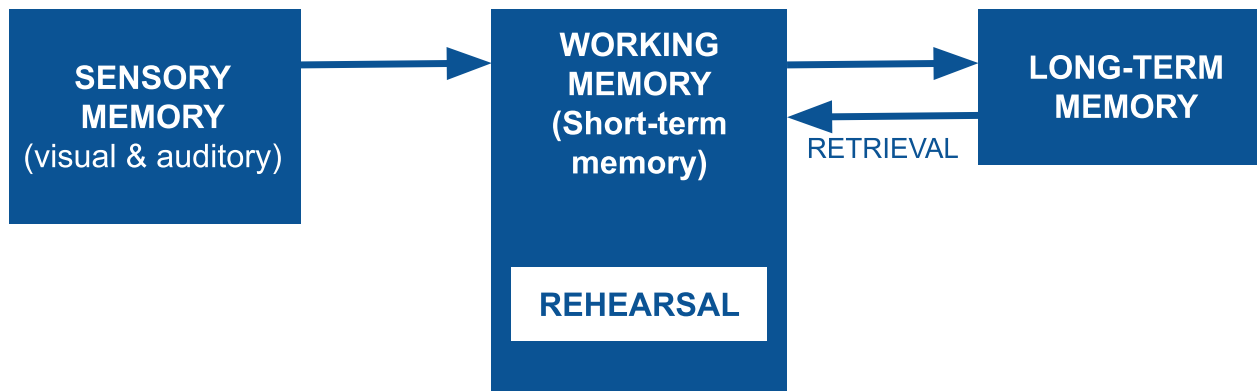 SENSORY
MEMORY
(visual & auditory)
WORKING
MEMORY
(Short-term
memory)
REHEARSAL
RETRIEVAL
LONG-TERM
MEMORY